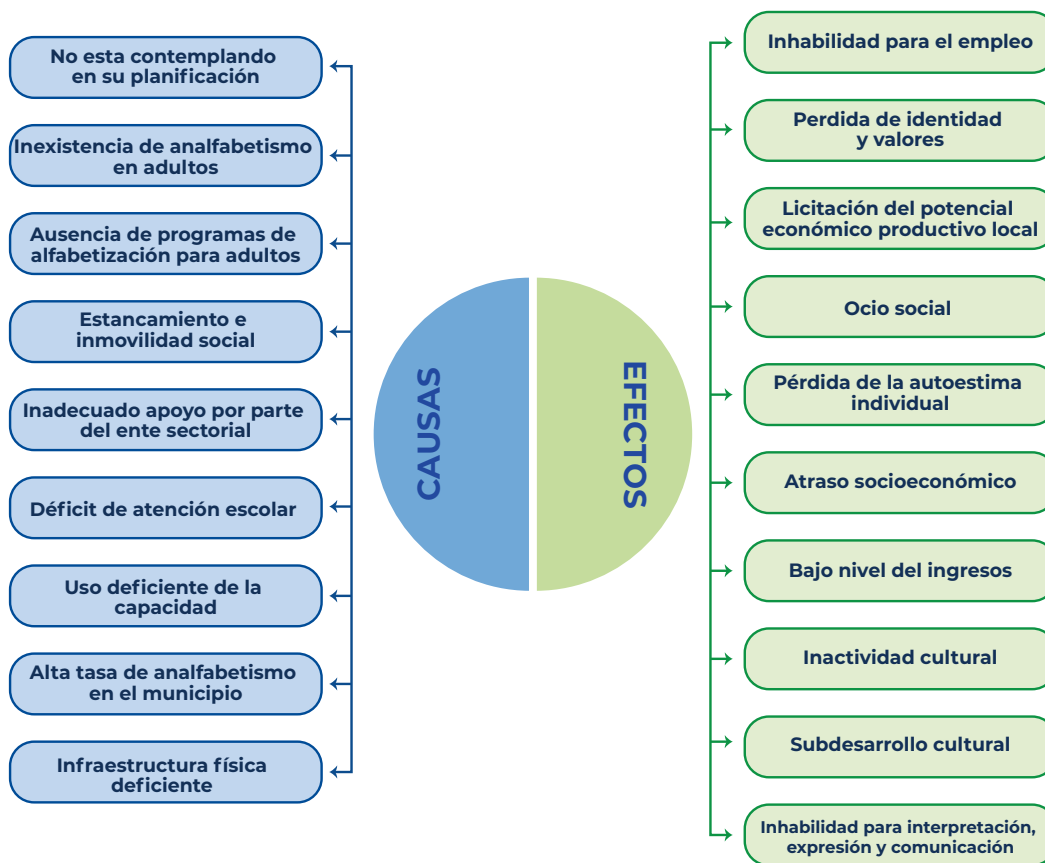 No esta contemplando
en su planificación
Inexistencia de analfabetismo
en adultos
Ausencia de programas de
alfabetización para adultos
Estancamiento e
inmovilidad social
Inadecuado apoyo por parte
del ente sectorial
Déficit de atención escolar
Uso deficiente de la
capacidad
Alta tasa de analfabetismo
en el municipio
Infraestructura física
deficiente
CAUSAS
EFECTOS
Inhabilidad para el empleo
Perdida de identidad
y valores
Licitación del potencial
económico productivo local
Ocio social
Pérdida de la autoestima
individual
Atraso socioeconómico
Bajo nivel del ingresos
Inactividad cultural
Subdesarrollo cultural
Inhabilidad para interpretación,
expresión y comunicación